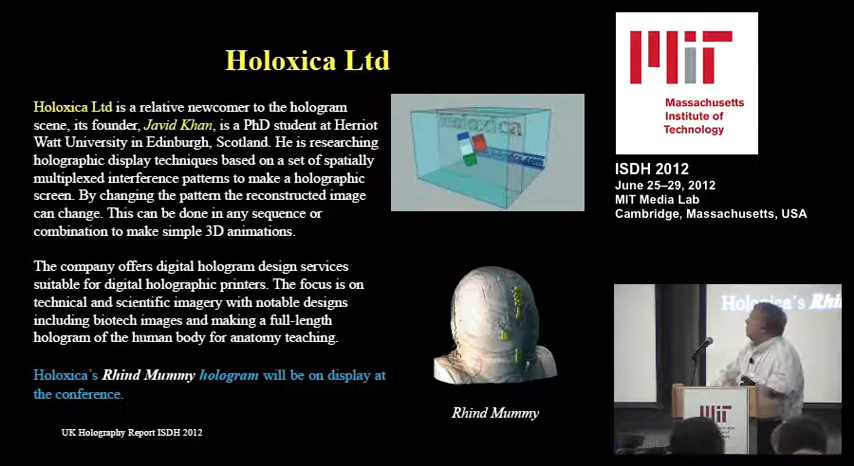 Holoxica Ltd
Holoxica Ltd is a relative newcomer to the hologram
scene, its founder, Javid Khan, is a PhD student at Herriot
Watt University in Edinburgh, Scotland. He is researching
holographic display techniques based on a set of spatially
multiplexed interference patterns to make a holographic
screen. By changing the pattern the reconstructed image
can change. This can be done in any sequence or
combination to make simple 3D animations.
The company offers digital hologram design services
suitable for digital holographic printers. The focus is on
technical and scientific imagery with notable designs
including biotech images and making a full-length
hologram of the human body for anatomy teaching.
Holoxica's Rhind Mummy hologram will be on display at
the conference.
UK Holography Report ISDH 2012
Holoxica
Rhind Mummy
MIT
Massachusetts
Institute of
Technology
ISDH 2012
June 25–29, 2012
MIT Media Lab
Cambridge, Massachusetts, USA
Holoxica's Rhi
MIT